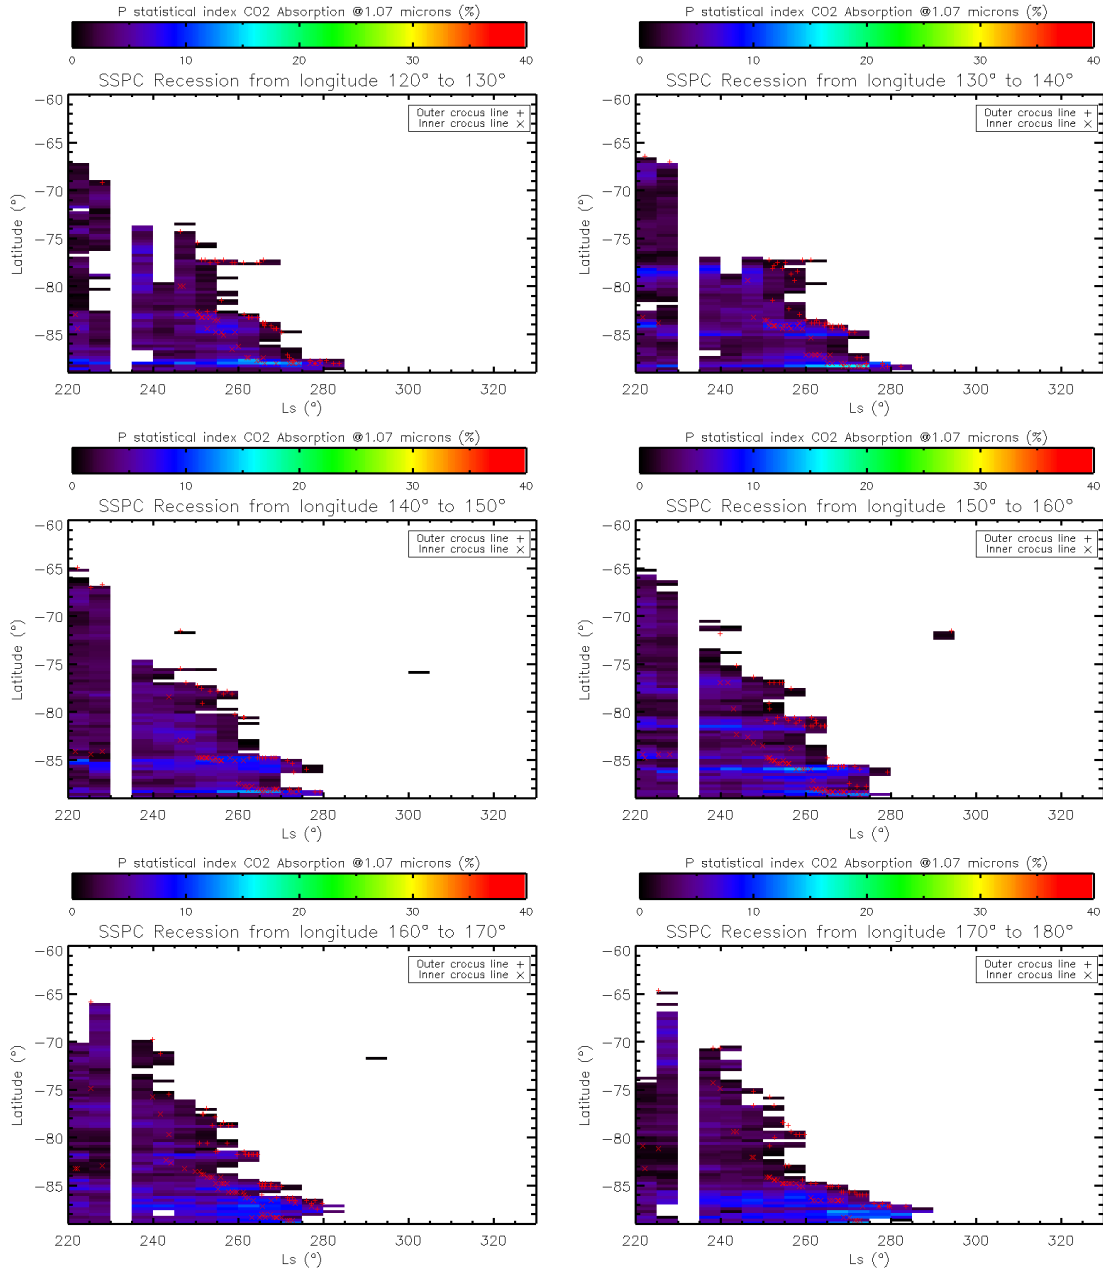 P statistical index CO2 Absorption @1.07 microns (%)
0 10 20 30 40
SSPC Recession from longitude 120° to 130°
Outer crocus line +
Inner crocus line ×
Latitude (°)
−60
−65
−70
−75
−80
−85
220 240 260 280 300 320
Ls (°)
P statistical index CO2 Absorption @1.07 microns (%)
0 10 20 30 40
SSPC Recession from longitude 130° to 140°
Outer crocus line +
Inner crocus line ×
Latitude (°)
−60
−65
−70
−75
−80
−85
220 240 260 280 300 320
Ls (°)
P statistical index CO2 Absorption @1.07 microns (%)
0 10 20 30 40
SSPC Recession from longitude 140° to 150°
Outer crocus line +
Inner crocus line ×
Latitude (°)
−60
−65
−70
−75
−80
−85
220 240 260 280 300 320
Ls (°)
P statistical index CO2 Absorption @1.07 microns (%)
0 10 20 30 40
SSPC Recession from longitude 150° to 160°
Outer crocus line +
Inner crocus line ×
Latitude (°)
−60
−65
−70
−75
−80
−85
220 240 260 280 300 320
Ls (°)
P statistical index CO2 Absorption @1.07 microns (%)
0 10 20 30 40
SSPC Recession from longitude 160° to 170°
Outer crocus line +
Inner crocus line ×
Latitude (°)
−60
−65
−70
−75
−80
−85
220 240 260 280 300 320
Ls (°)
P statistical index CO2 Absorption @1.07 microns (%)
0 10 20 30 40
SSPC Recession from longitude 170° to 180°
Outer crocus line +
Inner crocus line ×
Latitude (°)
−60
−65
−70
−75
−80
−85
220 240 260 280 300 320
Ls (°)